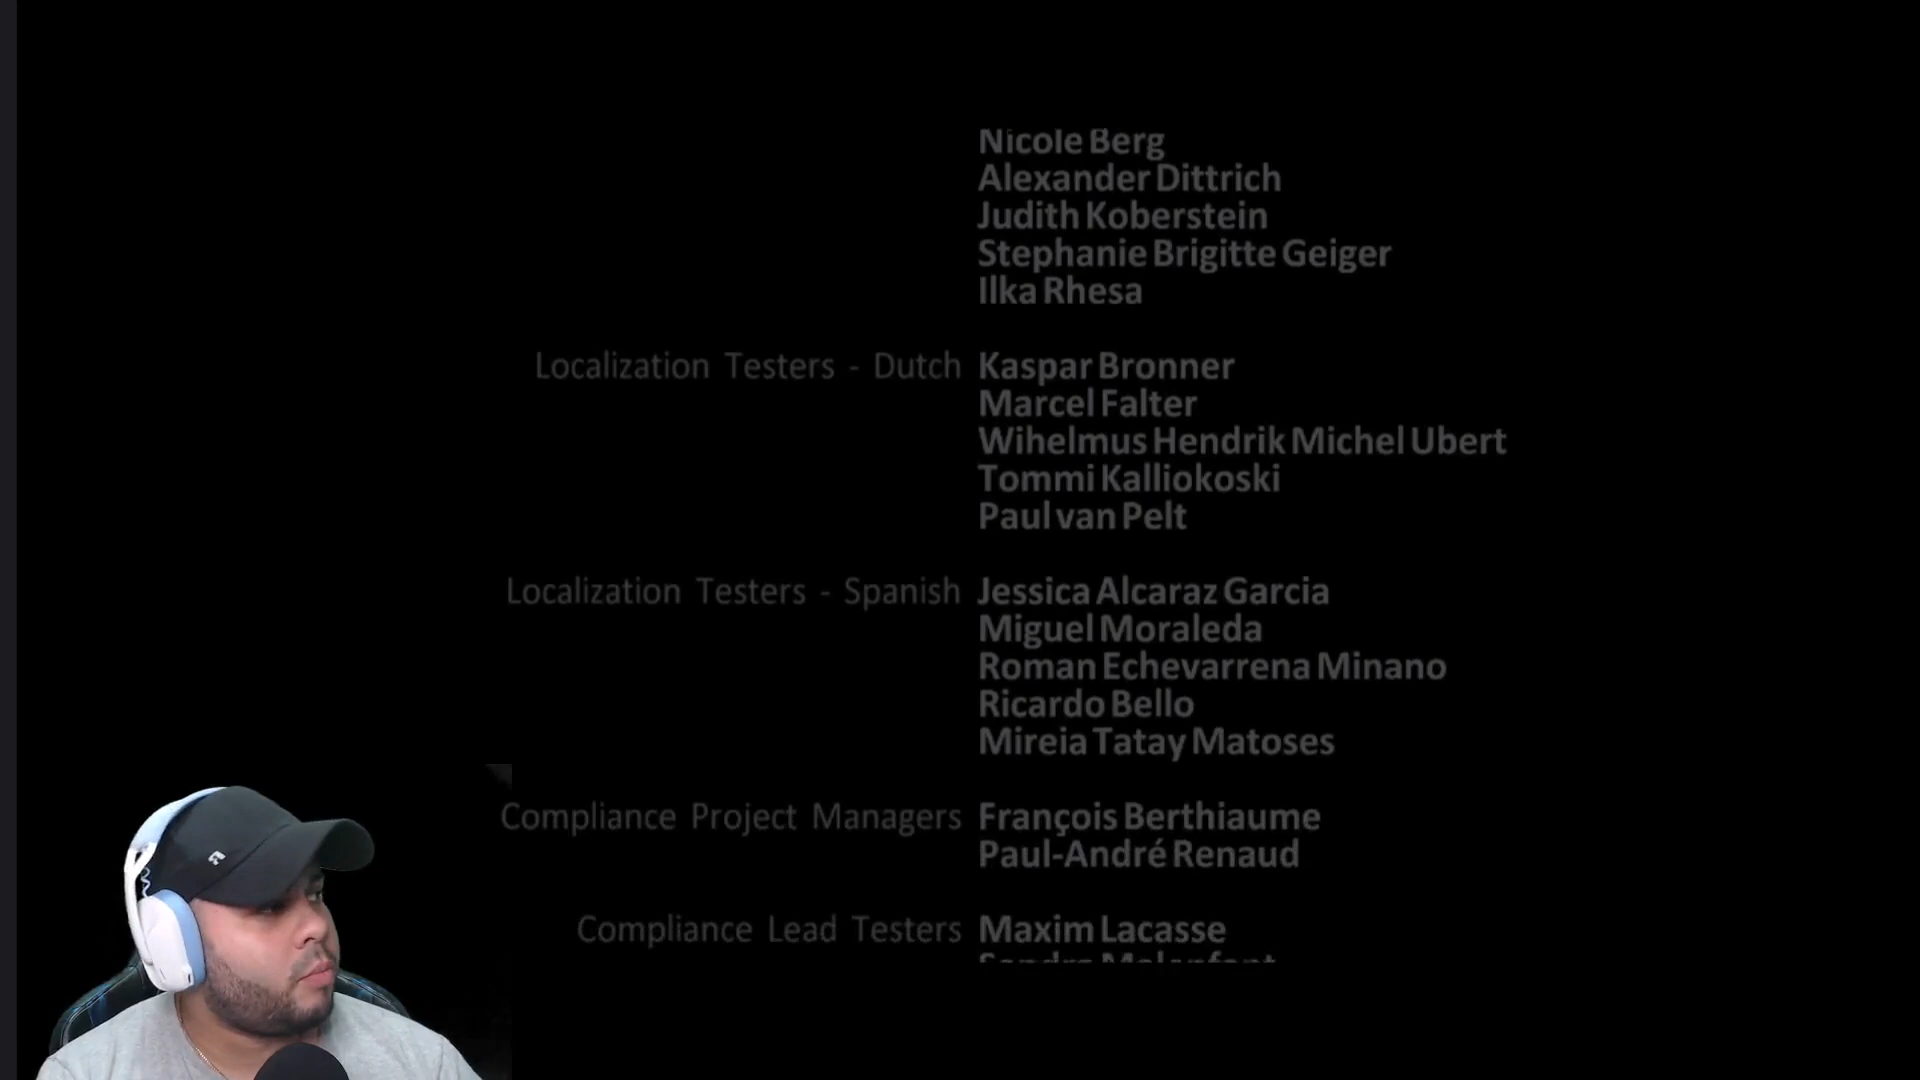 Nicole Berg
Alexander Dittrich
Judith Koberstein
Stephanie Brigitte Geiger
Ilka Rhesa
Localization Testers - Dutch Kaspar Bronner
Marcel Falter
Wihelmus Hendrik Michel Ubert
Tommi Kalliokoski
Paul van Pelt
Localization Testers - Spanish Jessica Alcaraz Garcia
Miguel Moraleda
Roman Echevarrena Minano
Ricardo Bello
Mireia Tatay Matoses
Compliance Project Managers François Berthiaume
Paul-André Renaud
Compliance Lead Testers Maxim Lacasse